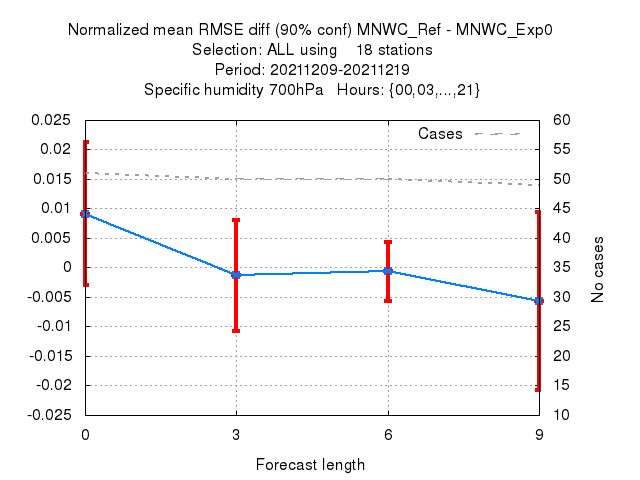 Normalized mean RMSE diff (90% conf) MNWC_Ref - MNWC_Exp0
Selection: ALL using    18 stations
Period: 20211209-20211219
Specific humidity 700hPa   Hours: {00,03,...,21}
Cases
0.025
0.02
0.015
0.01
0.005
0
-0.005
-0.01
-0.015
-0.02
-0.025
60
55
50
45
40
35
30
25
20
15
10
No cases
0 3 6 9
Forecast length